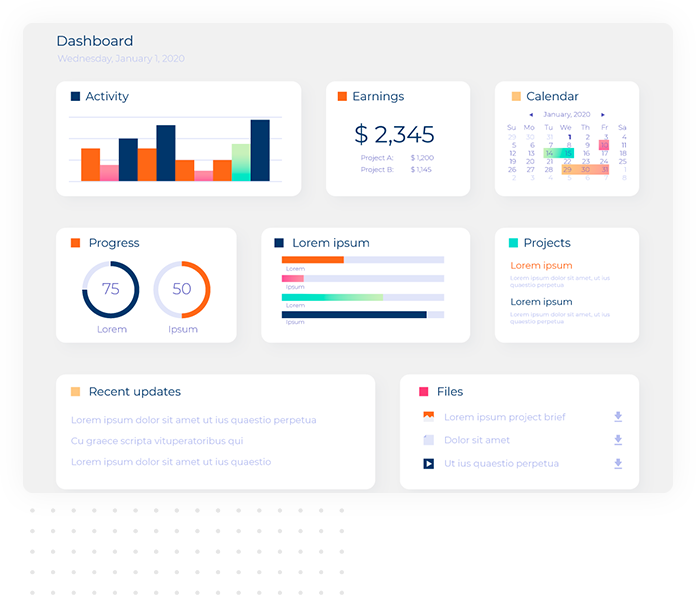 Dashboard
Wednesday, January 1, 2020
Activity
Earnings
$ 2,345
Project A: $ 1,200
Project B: $ 1,145
Calendar
January, 2020
Su Mo Tu We Th Fr Sa
29 30 31 1 2 3 4
5 6 7 8 9 10 11
12 13 14 15 16 17 18
19 20 21 22 23 24 25
26 27 28 29 30 31 1
2 3 4 5 6 7 8
Progress
75 50
Lorem Ipsum
Lorem ipsum
Lorem
Ipsum
Lorem
Ipsum
Projects
Lorem ipsum
Lorem ipsum dolor sit amet ut ius
quaestio perpetua
Lorem ipsum
Lorem ipsum dolor sit amet ut ius
quaestio perpetua
Recent updates
Lorem ipsum dolor sit amet ut ius quaestio perpetua
Cu graece scripta vituperatoribus qui
Lorem ipsum dolor sit amet ut ius quaestio
Files
Lorem ipsum project brief
Dolor sit amet
Ut ius quaestio perpetua